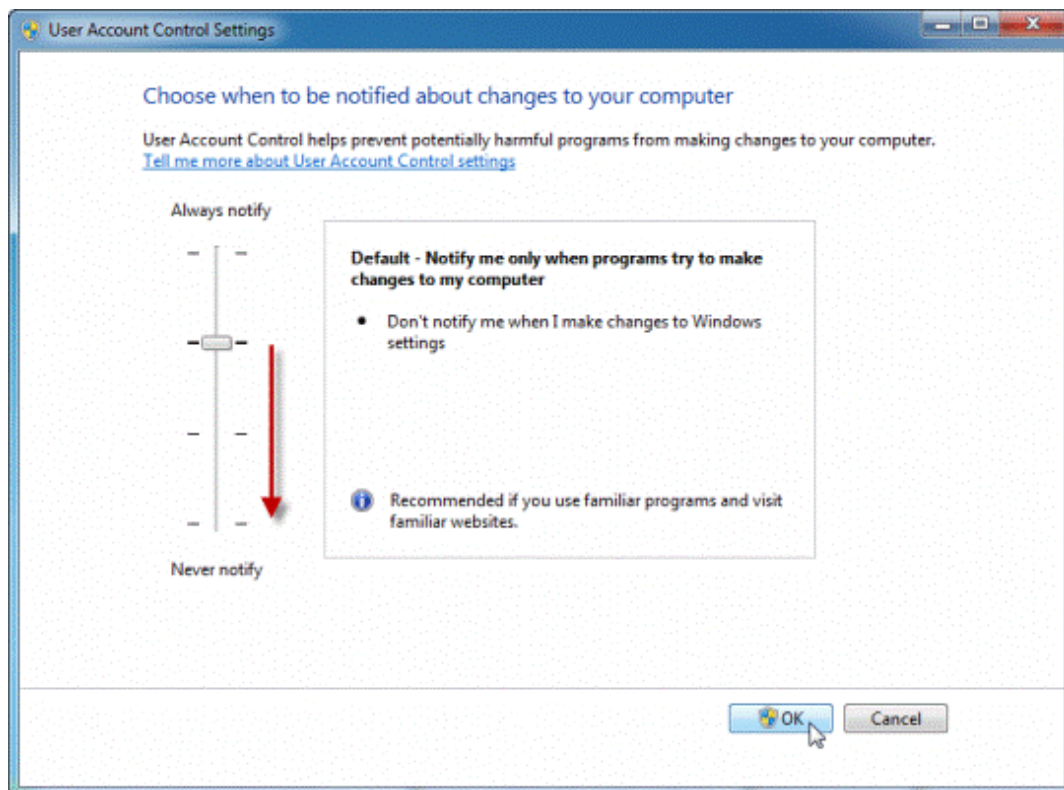 User Account Control Settings
Choose when to be notified about changes to your computer
User Account Control helps prevent potentially harmful programs from making changes to your computer.
Tell me more about User Account Control settings
Always notify
Default - Notify me only when programs try to make
changes to my computer
• Don't notify me when I make changes to Windows
settings
Recommended if you use familiar programs and visit
familiar websites.
Never notify
OK
Cancel